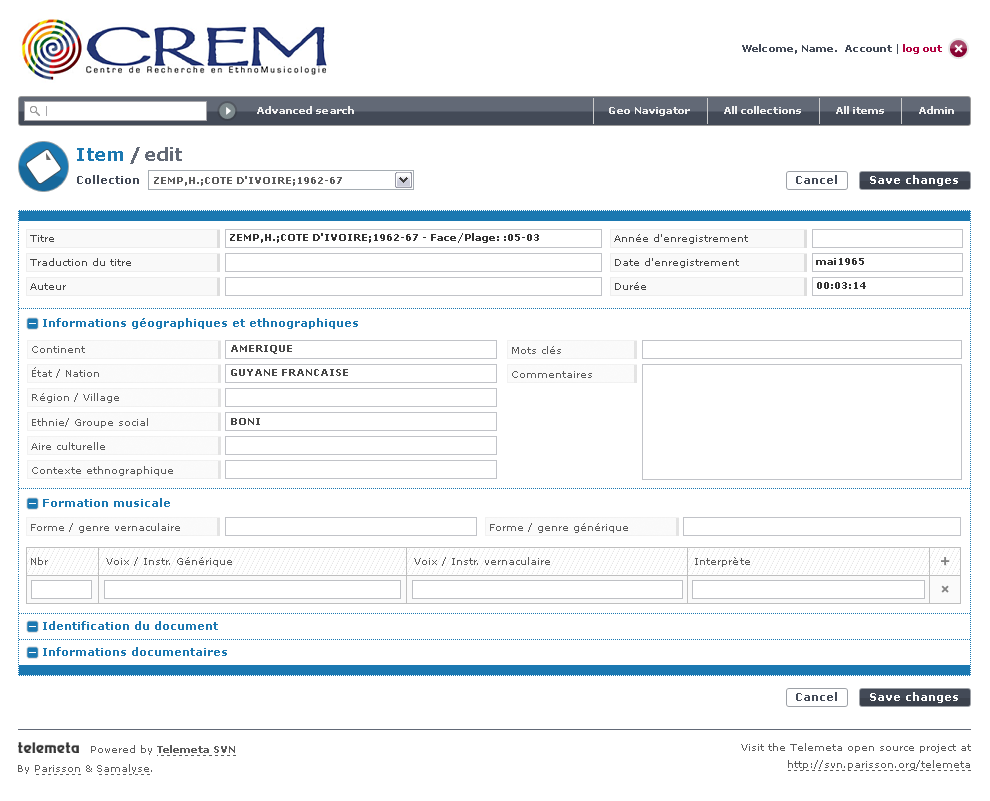 CREM
Centre de Recherche en EthnoMusicologie
Welcome, Name. Account | log out
Advanced search
Geo Navigator
All collections
All items
Admin
Item / edit
Collection ZEMP,H.;COTE D'IVOIRE;1962-67
Cancel
Save changes
Titre ZEMP,H.;COTE D'IVOIRE;1962-67 - Face/Plage: :05-03
Année d'enregistrement
Traduction du titre
Date d'enregistrement mai1965
Auteur
Durée 00:03:14
Informations géographiques et ethnographiques
Continent AMERIQUE
Mots clés
État / Nation GUYANE FRANCAISE
Commentaires
Région / Village
Ethnie/ Groupe social BONI
Aire culturelle
Contexte ethnographique
Formation musicale
Forme / genre vernaculaire
Forme / genre générique
Nbr
Voix / Instr. Générique
Voix / Instr. vernaculaire
Interprète
+
×
Identification du document
Informations documentaires
Cancel
Save changes
telemeta Powered by Telemeta SVN
Visit the Telemeta open source project at
By Parisson & Samalyse.
http://svn.parisson.org/telemeta